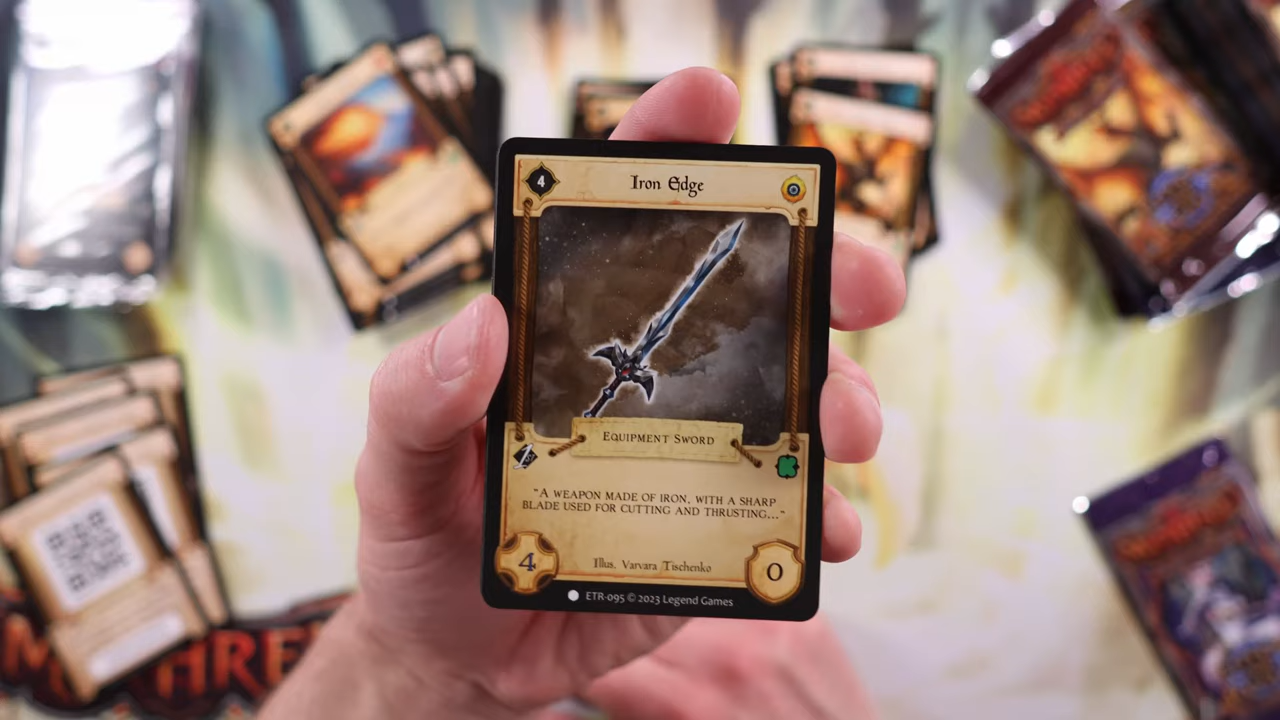 4
Iron Edge
EQUIPMENT SWORD
1ST
"A WEAPON MADE OF IRON, WITH A SHARP
BLADE USED FOR CUTTING AND THRUSTING..."
4
Illus. Varvara Tischenko
0
ETR-095 © 2023 Legend Games